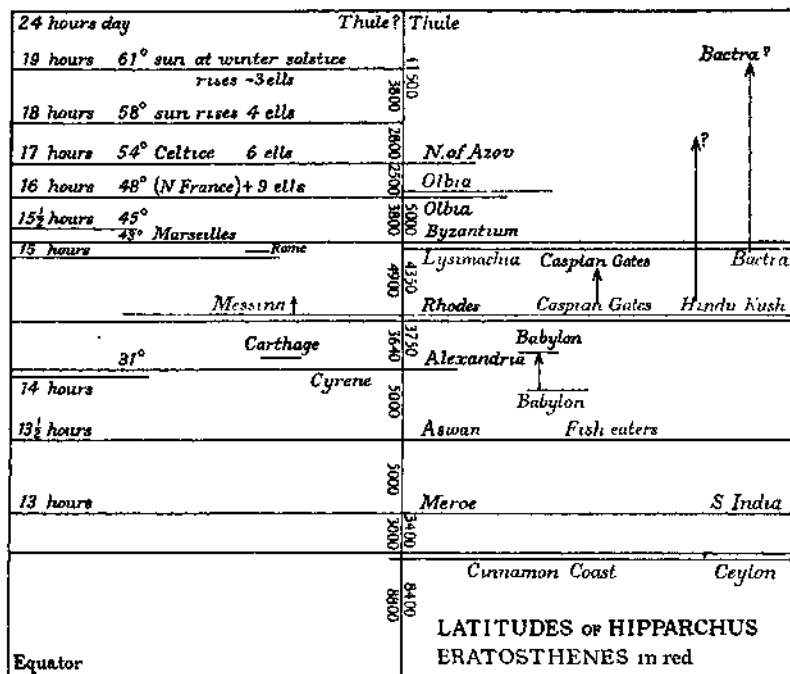 24 hours day Thule? Thule
19 hours 61° sun at winter solstice
rises -3 ells
Bactra?
11500
3800
18 hours 58° sun rises 4 ells
2800
?
17 hours 54° Celtice 6 ells N. of Azov
2500
16 hours 48° (N France) + 9 ells Olbia
15½ hours 45° Olbia
3800 5000
43° Marseilles Byzantium
15 hours Rome Lysimachia Caspian Gates Bactra
4900 4350
Messina Rhodes Caspian Gates Hindu Kush
3640 3750
Carthage Babylon
31° Alexandria
14 hours Cyrene
5000 Babylon
13½ hours Aswan Fish eaters
5000
13 hours Meroe S India
3000 3400
Cinnamon Coast Ceylon
8800 8400
LATITUDES OF HIPPARCHUS
ERATOSTHENES in red
Equator